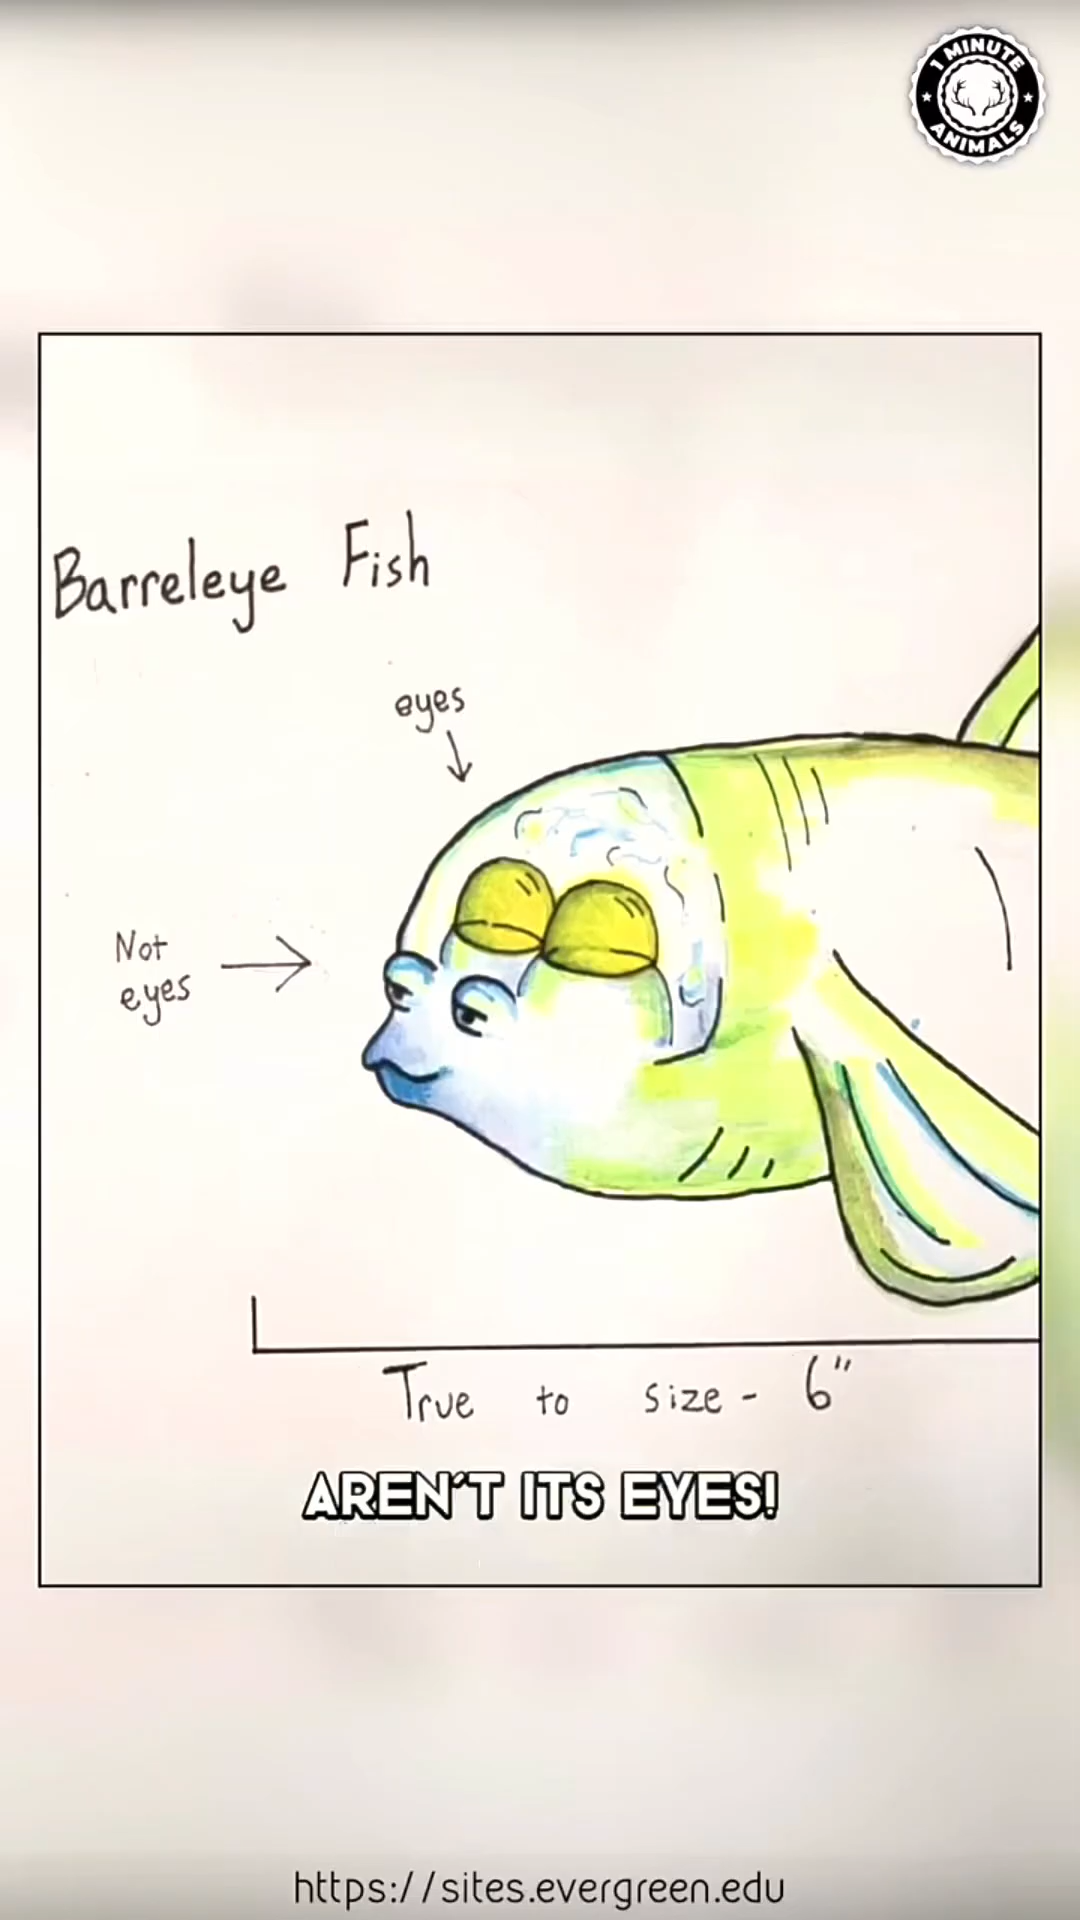 1 MINUTE
ANIMALS
Barreleye Fish
eyes
Not
eyes
True to size - 6"
AREN'T ITS EYES!
https://sites.evergreen.edu